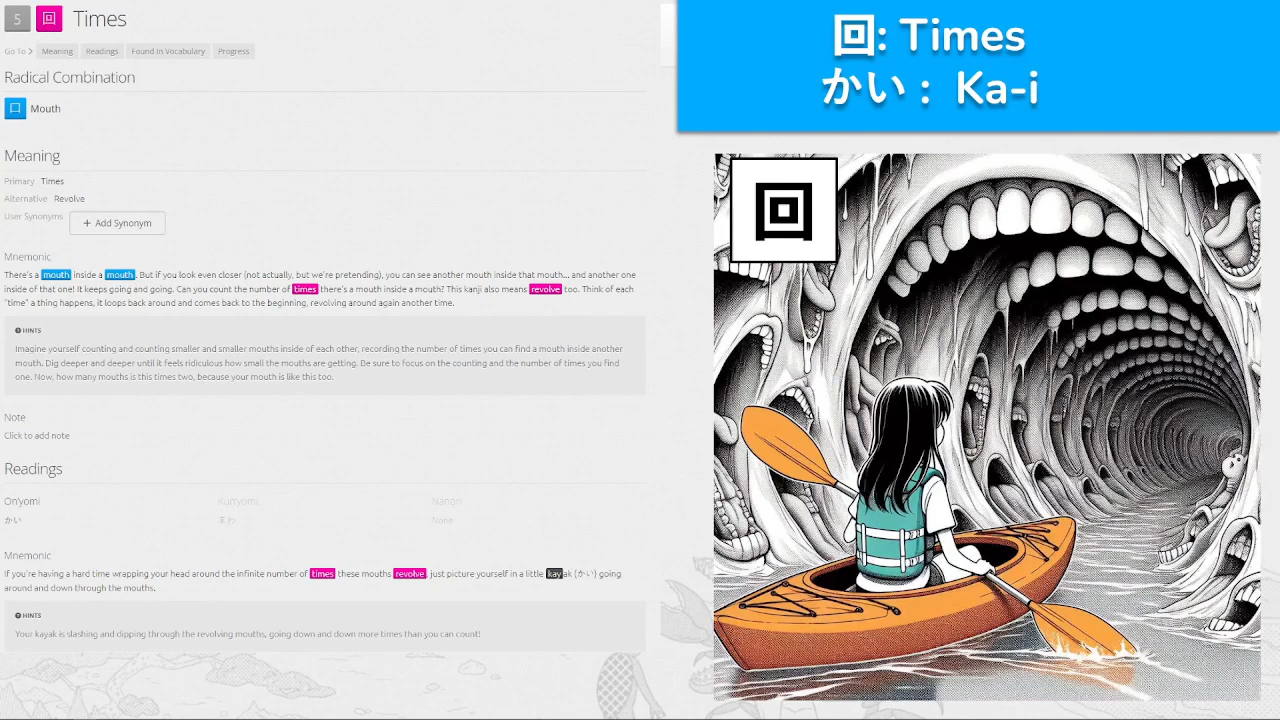 5 回 Times
Go To Meaning Readings Found In Vocabulary Progress
Radical Combination
口 Mouth
Meaning
Primary Times
Alternative Revolve
User Synonyms + Add Synonym
Mnemonic
There's a mouth inside a mouth. But if you look even closer (not actually, but we're pretending), you can see another mouth inside that mouth... and another one
inside of that one! It keeps going and going. Can you count the number of times there's a mouth inside a mouth? This kanji also means revolve too. Think of each
"time" a thing happens, it loops back around and comes back to the beginning, revolving around again another time.
HINTS
Imagine yourself counting and counting smaller and smaller mouths inside of each other, recording the number of times you can find a mouth inside another
mouth. Dig deeper and deeper until it feels ridiculous how small the mouths are getting. Be sure to focus on the counting and the number of times you find
one. Now, how many mouths is this times two, because your mouth is like this too.
Note
Click to add note
Readings
On'yomi Kun'yomi Nanori
かい まわ None
Mnemonic
If you're having a hard time wrapping your head around the infinite number of times these mouths revolve, just picture yourself in a little kayak (かい) going
around and down through the mouths.
HINTS
Your kayak is slashing and dipping through the revolving mouths, going down and down more times than you can count!
回: Times
かい : Ka-i
回